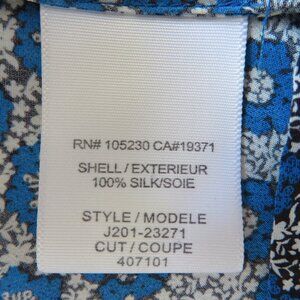 RN# 105230 CA#19371
SHELL / EXTERIEUR
100% SILK/SOIE
STYLE / MODELE
J201-23271
CUT / COUPE
407101